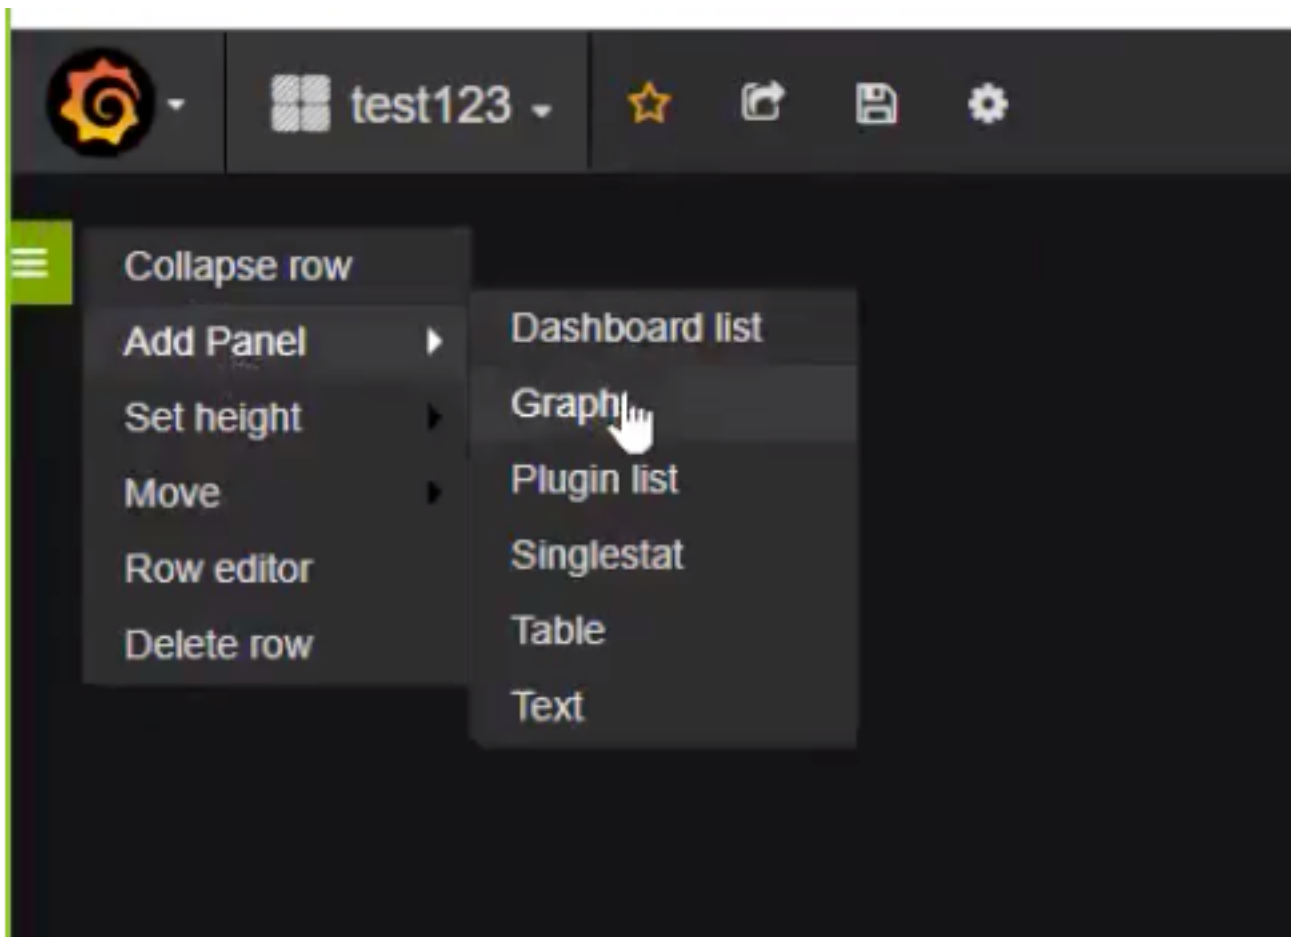 test123
Collapse row
Add Panel
Set height
Move
Row editor
Delete row
Dashboard list
Graph
Plugin list
Singlestat
Table
Text